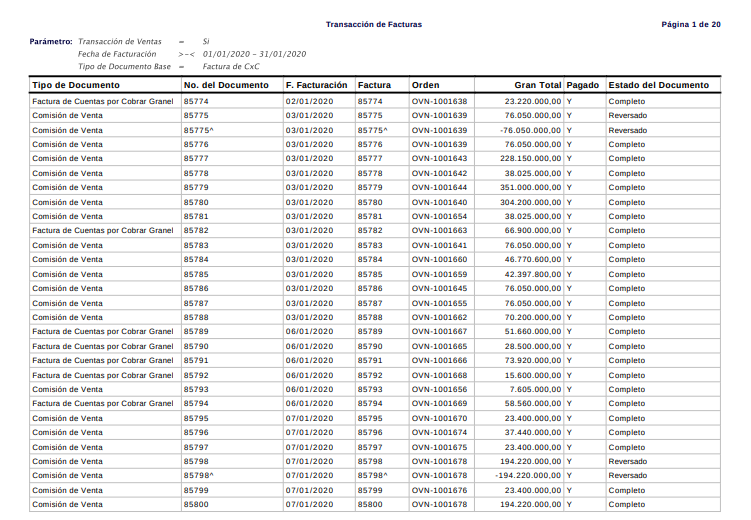 Transacción de Facturas Página 1 de 20
Parámetro: Transacción de Ventas = Si
Fecha de Facturación >-< 01/01/2020 – 31/01/2020
Tipo de Documento Base = Factura de CxC
Tipo de Documento No. del Documento F. Facturación Factura Orden Gran Total Pagado Estado del Documento
Factura de Cuentas por Cobrar Granel 85774 02/01/2020 85774 OVN-1001638 23.220.000,00 Y Completo
Comisión de Venta 85775 03/01/2020 85775 OVN-1001639 76.050.000,00 Y Reversado
Comisión de Venta 85775^ 03/01/2020 85775^ OVN-1001639 -76.050.000,00 Y Reversado
Comisión de Venta 85776 03/01/2020 85776 OVN-1001639 76.050.000,00 Y Completo
Comisión de Venta 85777 03/01/2020 85777 OVN-1001643 228.150.000,00 Y Completo
Comisión de Venta 85778 03/01/2020 85778 OVN-1001642 38.025.000,00 Y Completo
Comisión de Venta 85779 03/01/2020 85779 OVN-1001644 351.000.000,00 Y Completo
Comisión de Venta 85780 03/01/2020 85780 OVN-1001640 304.200.000,00 Y Completo
Comisión de Venta 85781 03/01/2020 85781 OVN-1001654 38.025.000,00 Y Completo
Factura de Cuentas por Cobrar Granel 85782 03/01/2020 85782 OVN-1001663 66.900.000,00 Y Completo
Comisión de Venta 85783 03/01/2020 85783 OVN-1001641 76.050.000,00 Y Completo
Comisión de Venta 85784 03/01/2020 85784 OVN-1001660 46.770.600,00 Y Completo
Comisión de Venta 85785 03/01/2020 85785 OVN-1001659 42.397.800,00 Y Completo
Comisión de Venta 85786 03/01/2020 85786 OVN-1001645 76.050.000,00 Y Completo
Comisión de Venta 85787 03/01/2020 85787 OVN-1001655 76.050.000,00 Y Completo
Comisión de Venta 85788 03/01/2020 85788 OVN-1001662 70.200.000,00 Y Completo
Factura de Cuentas por Cobrar Granel 85789 06/01/2020 85789 OVN-1001667 51.660.000,00 Y Completo
Factura de Cuentas por Cobrar Granel 85790 06/01/2020 85790 OVN-1001665 28.500.000,00 Y Completo
Factura de Cuentas por Cobrar Granel 85791 06/01/2020 85791 OVN-1001666 73.920.000,00 Y Completo
Factura de Cuentas por Cobrar Granel 85792 06/01/2020 85792 OVN-1001668 15.600.000,00 Y Completo
Comisión de Venta 85793 06/01/2020 85793 OVN-1001656 7.605.000,00 Y Completo
Factura de Cuentas por Cobrar Granel 85794 06/01/2020 85794 OVN-1001669 58.560.000,00 Y Completo
Comisión de Venta 85795 07/01/2020 85795 OVN-1001670 23.400.000,00 Y Completo
Comisión de Venta 85796 07/01/2020 85796 OVN-1001674 37.440.000,00 Y Completo
Comisión de Venta 85797 07/01/2020 85797 OVN-1001675 23.400.000,00 Y Completo
Comisión de Venta 85798 07/01/2020 85798 OVN-1001678 194.220.000,00 Y Reversado
Comisión de Venta 85798^ 07/01/2020 85798^ OVN-1001678 -194.220.000,00 Y Reversado
Comisión de Venta 85799 07/01/2020 85799 OVN-1001676 23.400.000,00 Y Completo
Comisión de Venta 85800 07/01/2020 85800 OVN-1001678 194.220.000,00 Y Completo